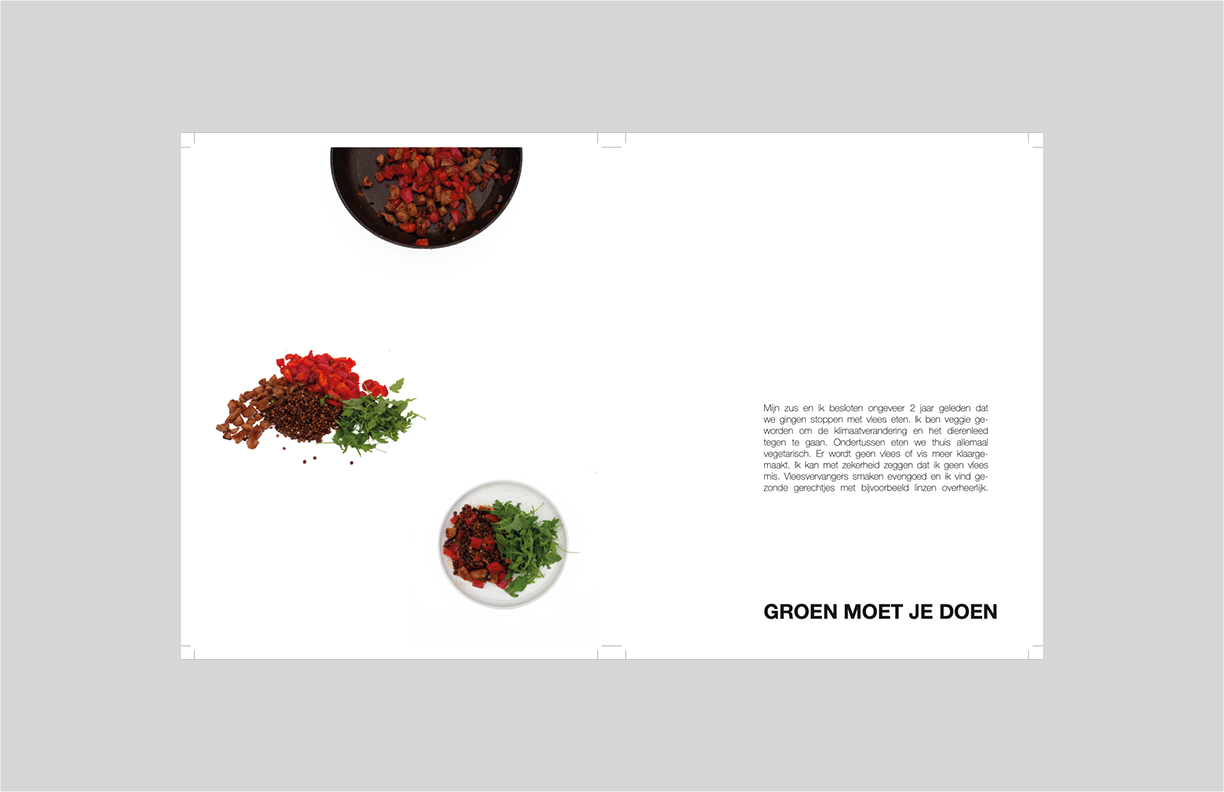 Mijn zus en ik besloten ongeveer 2 jaar geleden dat
we gingen stoppen met vlees eten. Ik ben veggie ge-
worden om de klimaatverandering en het dierenleed
tegen te gaan. Ondertussen eten we thuis allemaal
vegetarisch. Er wordt geen vlees of vis meer klaarge-
maakt. Ik kan met zekerheid zeggen dat ik geen vlees
mis. Vleesvervangers smaken evengoed en ik vind ge-
zonde gerechtjes met bijvoorbeeld linzen overheerlijk.
GROEN MOET JE DOEN